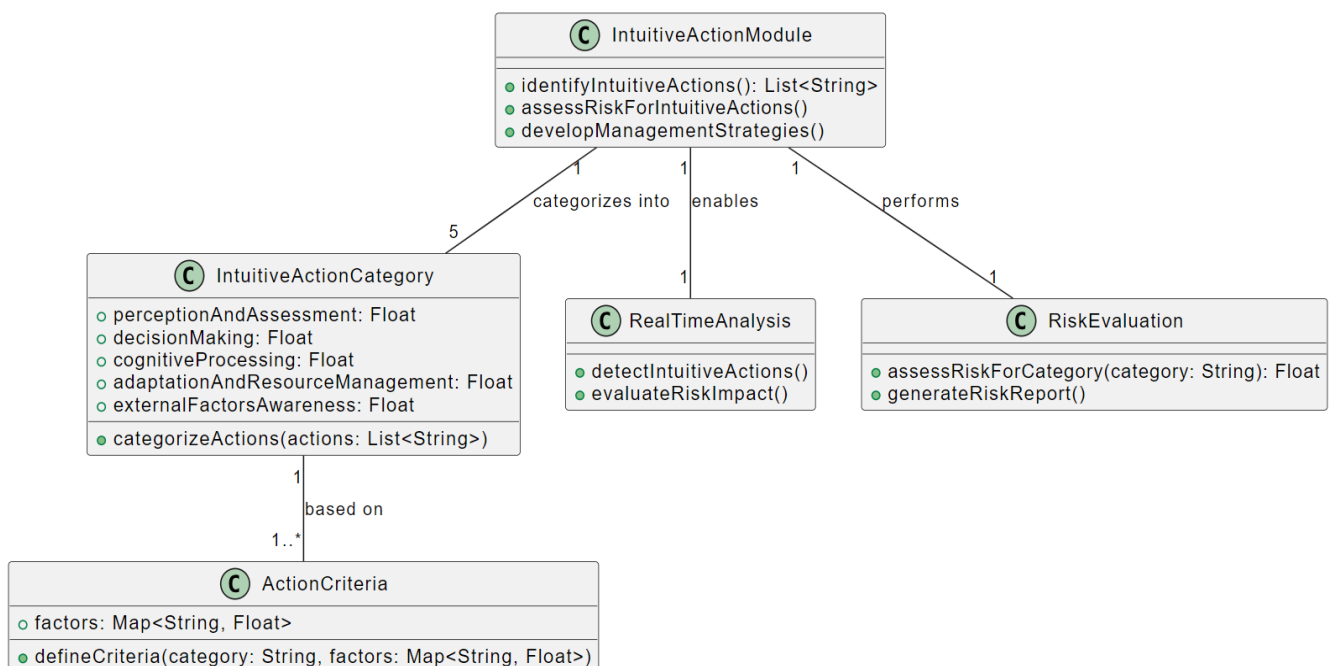 C IntuitiveActionModule
identifyIntuitiveActions(): List<String>
assessRiskForIntuitiveActions()
developManagementStrategies()
1
1
1
categorizes into
enables
performs
5
1
1
C IntuitiveActionCategory
perceptionAndAssessment: Float
decisionMaking: Float
cognitiveProcessing: Float
adaptationAndResourceManagement: Float
externalFactorsAwareness: Float
categorizeActions(actions: List<String>)
C RealTimeAnalysis
detectIntuitiveActions()
evaluateRiskImpact()
C RiskEvaluation
assessRiskForCategory(category: String): Float
generateRiskReport()
1
based on
1..*
C ActionCriteria
factors: Map<String, Float>
defineCriteria(category: String, factors: Map<String, Float>)